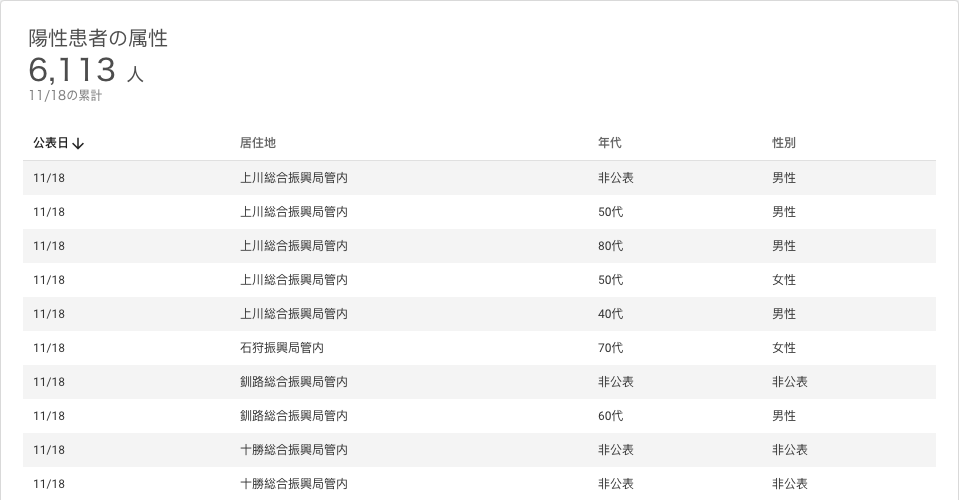 陽性患者の属性
6,113 人
11/18の累計
公表日↓ 居住地 年代 性別
11/18 上川総合振興局管内 非公表 男性
11/18 上川総合振興局管内 50代 男性
11/18 上川総合振興局管内 80代 男性
11/18 上川総合振興局管内 50代 女性
11/18 上川総合振興局管内 40代 男性
11/18 石狩振興局管内 70代 女性
11/18 釧路総合振興局管内 非公表 非公表
11/18 釧路総合振興局管内 60代 男性
11/18 十勝総合振興局管内 非公表 非公表
11/18 十勝総合振興局管内 非公表 非公表